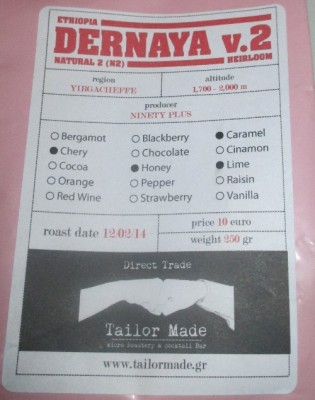 ETHIOPIA
DERNAYA v.2
NATURAL 2 (N2) HEIRLOOM
region
YIRGACHEFFE
altitude
1,700 - 2,000 m
producer
NINETY PLUS
Bergamot
Chery
Cocoa
Orange
Red Wine
Blackberry
Chocolate
Honey
Pepper
Strawberry
Caramel
Cinamon
Lime
Raisin
Vanilla
roast date 12/02/14
price 10 euro
weight 250 gr
Direct Trade
Tailor Made
Micro Roastery & Cocktail Bar
www.tailormade.gr